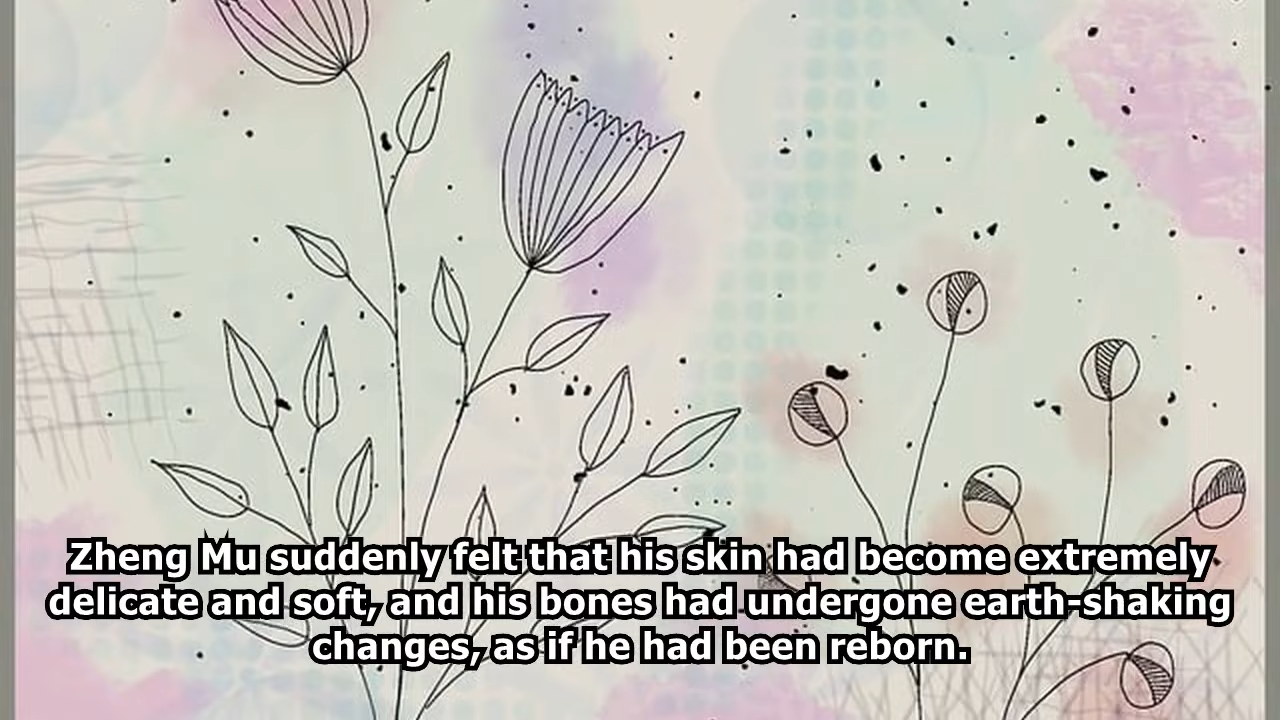 Zheng Mu suddenly felt that his skin had become extremely
delicate and soft, and his bones had undergone earth-shaking
changes, as if he had been reborn.